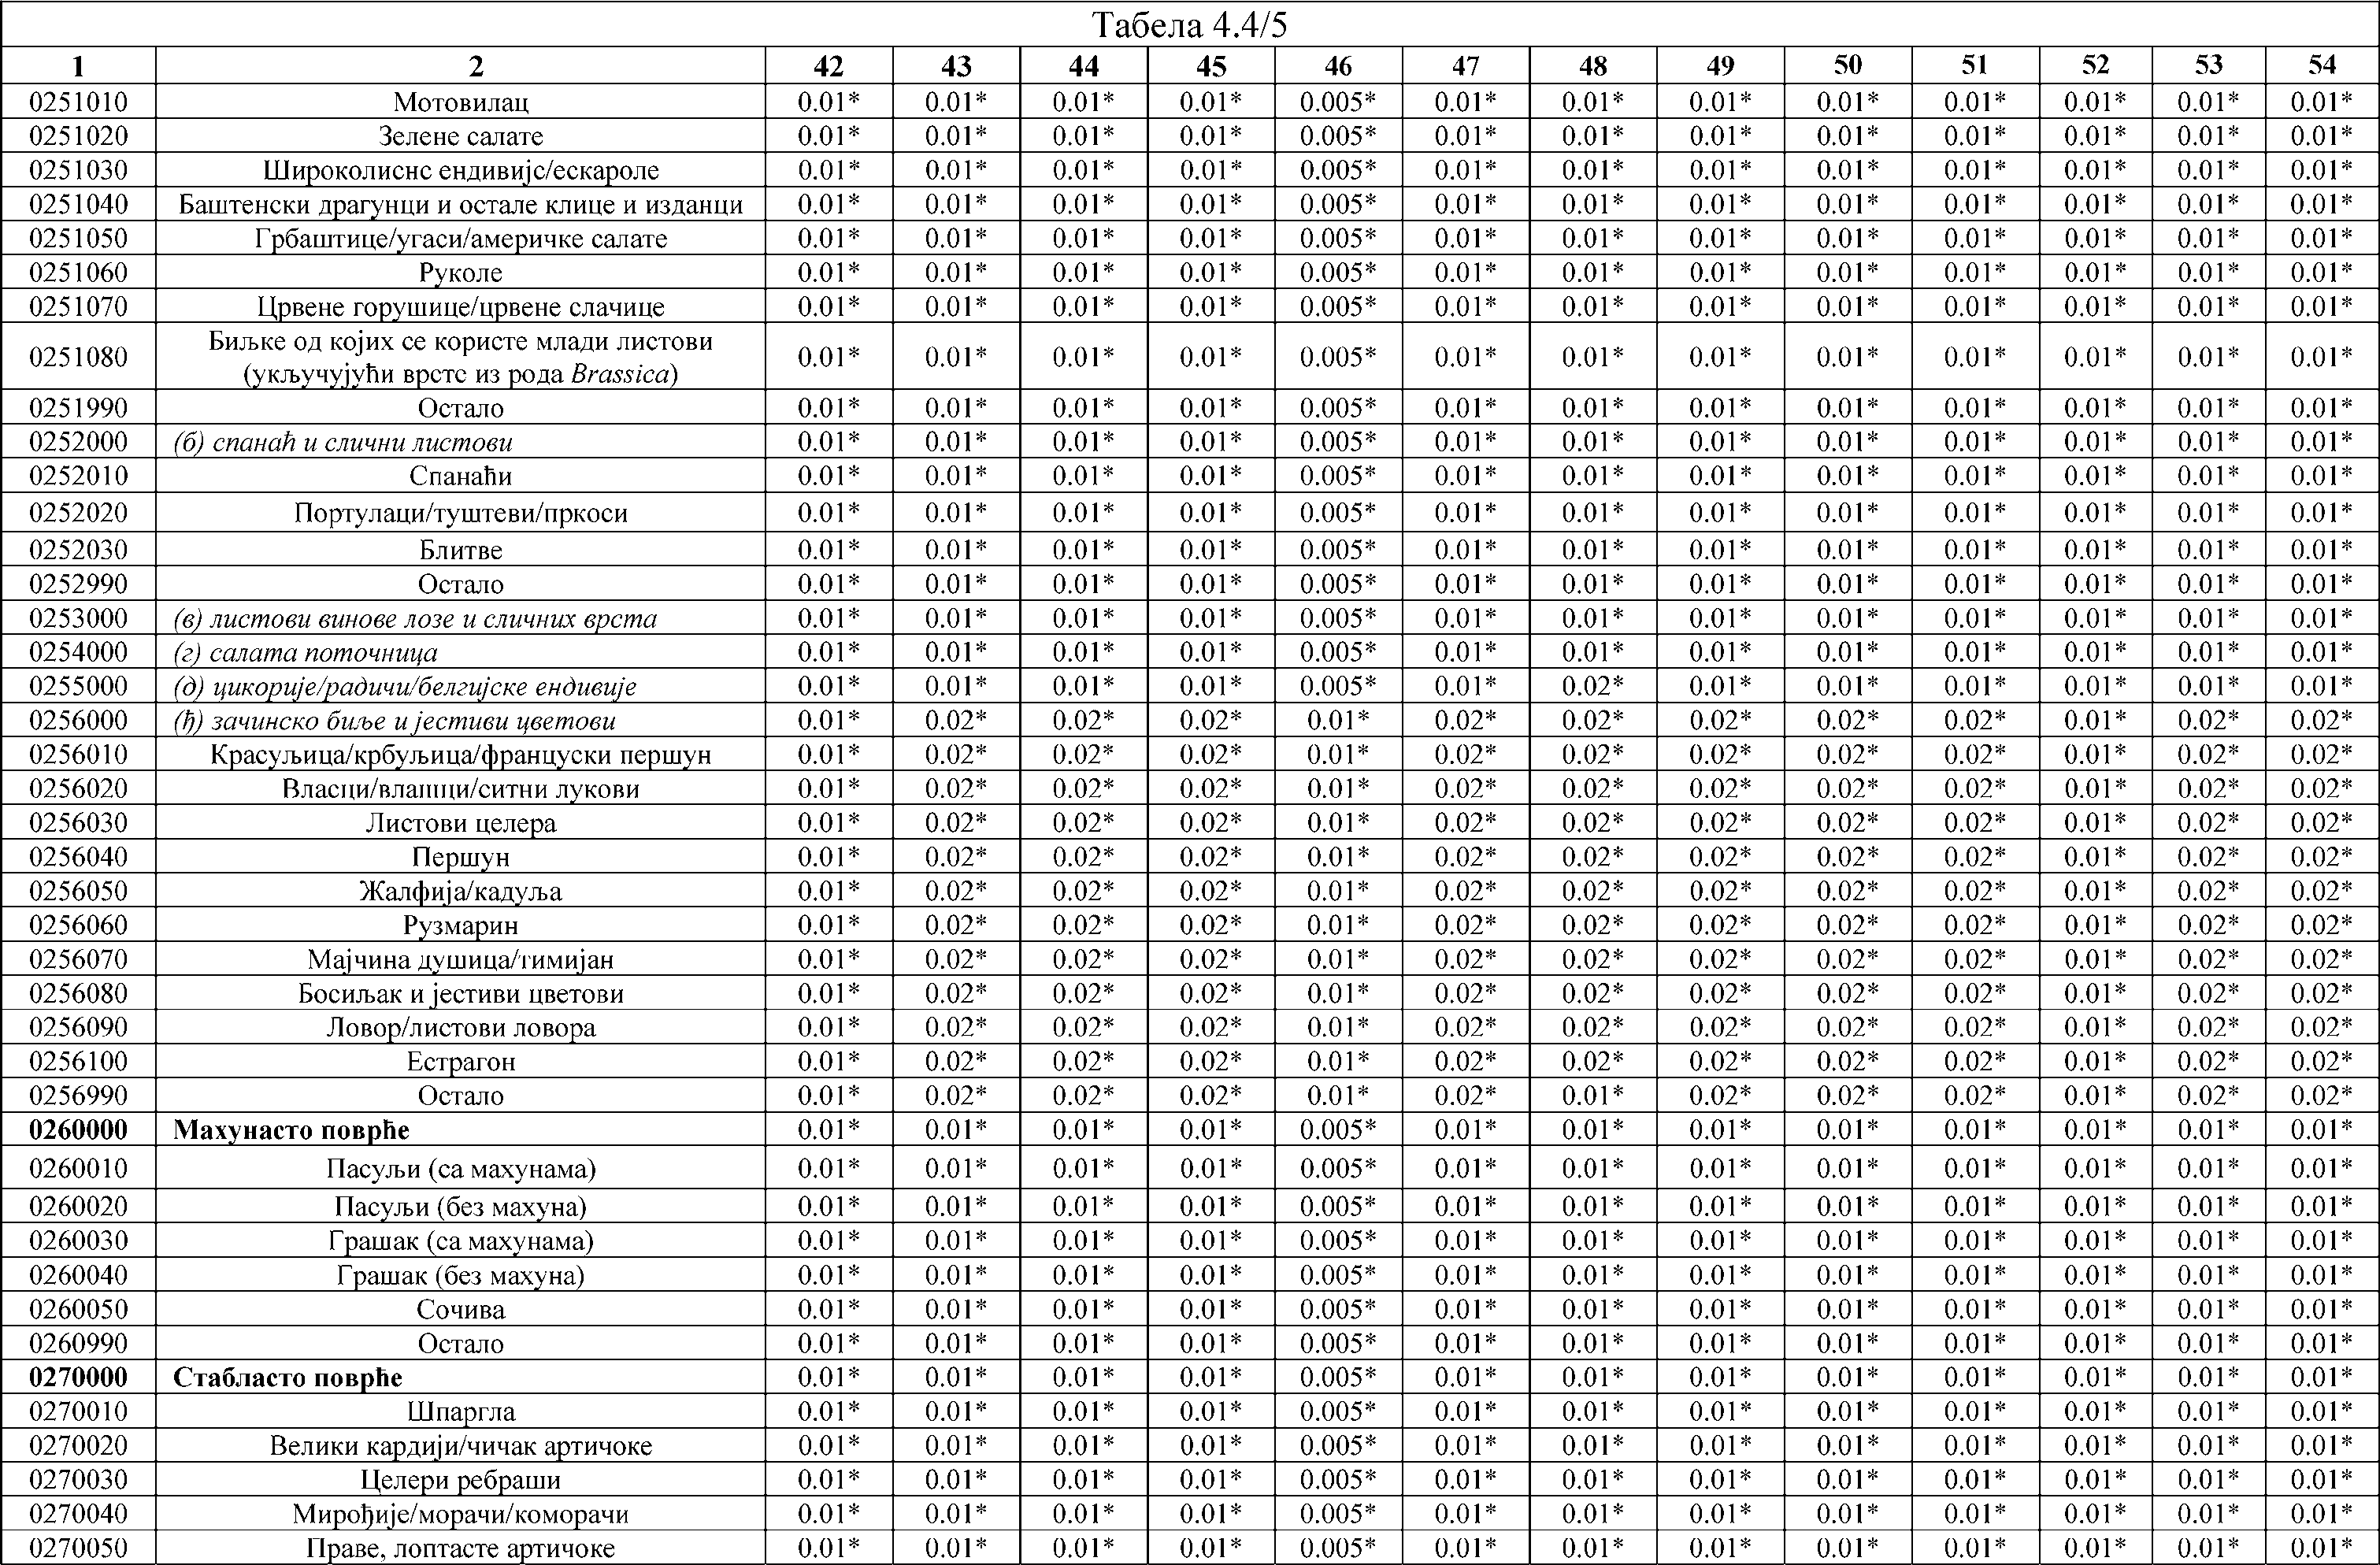 Табела 4.4/5
1 2 42 43 44 45 46 47 48 49 50 51 52 53 54
0251010 Мотовилац 0.01* 0.01* 0.01* 0.01* 0.005* 0.01* 0.01* 0.01* 0.01* 0.01* 0.01* 0.01* 0.01*
0251020 Зелене салате 0.01* 0.01* 0.01* 0.01* 0.005* 0.01* 0.01* 0.01* 0.01* 0.01* 0.01* 0.01* 0.01*
0251030 Широколисне ендивије/ескароле 0.01* 0.01* 0.01* 0.01* 0.005* 0.01* 0.01* 0.01* 0.01* 0.01* 0.01* 0.01* 0.01*
0251040 Баштенски драгунци и остале клице и изданци 0.01* 0.01* 0.01* 0.01* 0.005* 0.01* 0.01* 0.01* 0.01* 0.01* 0.01* 0.01* 0.01*
0251050 Грбаштице/угаси/америчке салате 0.01* 0.01* 0.01* 0.01* 0.005* 0.01* 0.01* 0.01* 0.01* 0.01* 0.01* 0.01* 0.01*
0251060 Руколе 0.01* 0.01* 0.01* 0.01* 0.005* 0.01* 0.01* 0.01* 0.01* 0.01* 0.01* 0.01* 0.01*
0251070 Црвене горушице/црвене слачице 0.01* 0.01* 0.01* 0.01* 0.005* 0.01* 0.01* 0.01* 0.01* 0.01* 0.01* 0.01* 0.01*
Биљке од којих се користе млади листови
0251080 (укључујући врсте из рода Brassica) 0.01* 0.01* 0.01* 0.01* 0.005* 0.01* 0.01* 0.01* 0.01* 0.01* 0.01* 0.01* 0.01*
0251990 Остало 0.01* 0.01* 0.01* 0.01* 0.005* 0.01* 0.01* 0.01* 0.01* 0.01* 0.01* 0.01* 0.01*
0252000 (б) спанаћ и слични листови 0.01* 0.01* 0.01* 0.01* 0.005* 0.01* 0.01* 0.01* 0.01* 0.01* 0.01* 0.01* 0.01*
0252010 Спанаћи 0.01* 0.01* 0.01* 0.01* 0.005* 0.01* 0.01* 0.01* 0.01* 0.01* 0.01* 0.01* 0.01*
0252020 Портулаци/туштеви/пркоси 0.01* 0.01* 0.01* 0.01* 0.005* 0.01* 0.01* 0.01* 0.01* 0.01* 0.01* 0.01* 0.01*
0252030 Блитве 0.01* 0.01* 0.01* 0.01* 0.005* 0.01* 0.01* 0.01* 0.01* 0.01* 0.01* 0.01* 0.01*
0252990 Остало 0.01* 0.01* 0.01* 0.01* 0.005* 0.01* 0.01* 0.01* 0.01* 0.01* 0.01* 0.01* 0.01*
0253000 (в) листови винове лозе и сличних врста 0.01* 0.01* 0.01* 0.01* 0.005* 0.01* 0.01* 0.01* 0.01* 0.01* 0.01* 0.01* 0.01*
0254000 (г) салата поточница 0.01* 0.01* 0.01* 0.01* 0.005* 0.01* 0.01* 0.01* 0.01* 0.01* 0.01* 0.01* 0.01*
0255000 (д) цикорије/радичи/белгијске ендивије 0.01* 0.01* 0.01* 0.01* 0.005* 0.01* 0.02* 0.01* 0.01* 0.01* 0.01* 0.01* 0.01*
0256000 (ђ) зачинско биље и јестиви цветови 0.01* 0.02* 0.02* 0.02* 0.01* 0.02* 0.02* 0.02* 0.02* 0.02* 0.01* 0.02* 0.02*
0256010 Красуљица/крбуљица/француски першун 0.01* 0.02* 0.02* 0.02* 0.01* 0.02* 0.02* 0.02* 0.02* 0.02* 0.01* 0.02* 0.02*
0256020 Власци/влашци/ситни лукови 0.01* 0.02* 0.02* 0.02* 0.01* 0.02* 0.02* 0.02* 0.02* 0.02* 0.01* 0.02* 0.02*
0256030 Листови целера 0.01* 0.02* 0.02* 0.02* 0.01* 0.02* 0.02* 0.02* 0.02* 0.02* 0.01* 0.02* 0.02*
0256040 Першун 0.01* 0.02* 0.02* 0.02* 0.01* 0.02* 0.02* 0.02* 0.02* 0.02* 0.01* 0.02* 0.02*
0256050 Жалфија/кадуља 0.01* 0.02* 0.02* 0.02* 0.01* 0.02* 0.02* 0.02* 0.02* 0.02* 0.01* 0.02* 0.02*
0256060 Рузмарин 0.01* 0.02* 0.02* 0.02* 0.01* 0.02* 0.02* 0.02* 0.02* 0.02* 0.01* 0.02* 0.02*
0256070 Мајчина душица/тимијан 0.01* 0.02* 0.02* 0.02* 0.01* 0.02* 0.02* 0.02* 0.02* 0.02* 0.01* 0.02* 0.02*
0256080 Босиљак и јестиви цветови 0.01* 0.02* 0.02* 0.02* 0.01* 0.02* 0.02* 0.02* 0.02* 0.02* 0.01* 0.02* 0.02*
0256090 Ловор/листови ловора 0.01* 0.02* 0.02* 0.02* 0.01* 0.02* 0.02* 0.02* 0.02* 0.02* 0.01* 0.02* 0.02*
0256100 Естрагон 0.01* 0.02* 0.02* 0.02* 0.01* 0.02* 0.02* 0.02* 0.02* 0.02* 0.01* 0.02* 0.02*
0256990 Остало 0.01* 0.02* 0.02* 0.02* 0.01* 0.02* 0.01* 0.02* 0.02* 0.02* 0.01* 0.02* 0.02*
0260000 Махунасто поврће 0.01* 0.01* 0.01* 0.01* 0.005* 0.01* 0.01* 0.01* 0.01* 0.01* 0.01* 0.01* 0.01*
0260010 Пасуљи (са махунама) 0.01* 0.01* 0.01* 0.01* 0.005* 0.01* 0.01* 0.01* 0.01* 0.01* 0.01* 0.01* 0.01*
0260020 Пасуљи (без махуна) 0.01* 0.01* 0.01* 0.01* 0.005* 0.01* 0.01* 0.01* 0.01* 0.01* 0.01* 0.01* 0.01*
0260030 Грашак (са махунама) 0.01* 0.01* 0.01* 0.01* 0.005* 0.01* 0.01* 0.01* 0.01* 0.01* 0.01* 0.01* 0.01*
0260040 Грашак (без махуна) 0.01* 0.01* 0.01* 0.01* 0.005* 0.01* 0.01* 0.01* 0.01* 0.01* 0.01* 0.01* 0.01*
0260050 Сочива 0.01* 0.01* 0.01* 0.01* 0.005* 0.01* 0.01* 0.01* 0.01* 0.01* 0.01* 0.01* 0.01*
0260990 Остало 0.01* 0.01* 0.01* 0.01* 0.005* 0.01* 0.01* 0.01* 0.01* 0.01* 0.01* 0.01* 0.01*
0270000 Стабласто поврће 0.01* 0.01* 0.01* 0.01* 0.005* 0.01* 0.01* 0.01* 0.01* 0.01* 0.01* 0.01* 0.01*
0270010 Шпаргла 0.01* 0.01* 0.01* 0.01* 0.005* 0.01* 0.01* 0.01* 0.01* 0.01* 0.01* 0.01* 0.01*
0270020 Велики кардији/чичак артичоке 0.01* 0.01* 0.01* 0.01* 0.005* 0.01* 0.01* 0.01* 0.01* 0.01* 0.01* 0.01* 0.01*
0270030 Целери ребраши 0.01* 0.01* 0.01* 0.01* 0.005* 0.01* 0.01* 0.01* 0.01* 0.01* 0.01* 0.01* 0.01*
0270040 Мирођије/морачи/коморачи 0.01* 0.01* 0.01* 0.01* 0.005* 0.01* 0.01* 0.01* 0.01* 0.01* 0.01* 0.01* 0.01*
0270050 Праве, лоптасте артичоке 0.01* 0.01* 0.01* 0.01* 0.005* 0.01* 0.01* 0.01* 0.01* 0.01* 0.01* 0.01* 0.01*